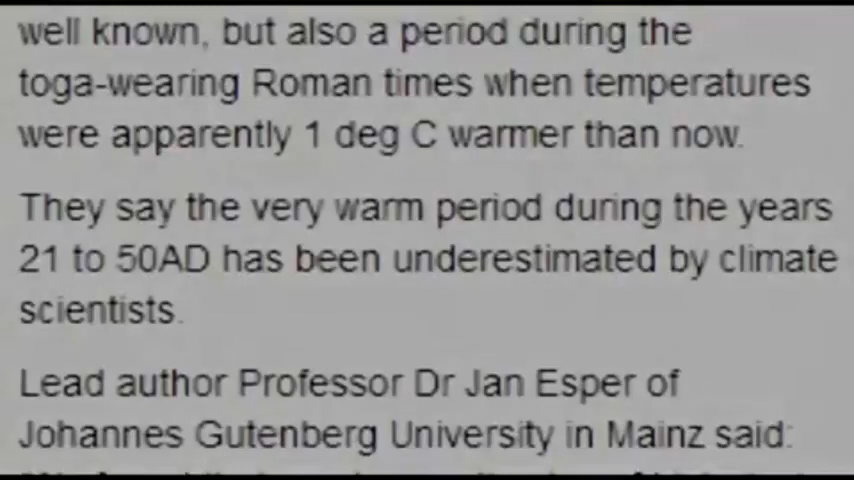 well known, but also a period during the
toga-wearing Roman times when temperatures
were apparently 1 deg C warmer than now.
They say the very warm period during the years
21 to 50AD has been underestimated by climate
scientists.
Lead author Professor Dr Jan Esper of
Johannes Gutenberg University in Mainz said: